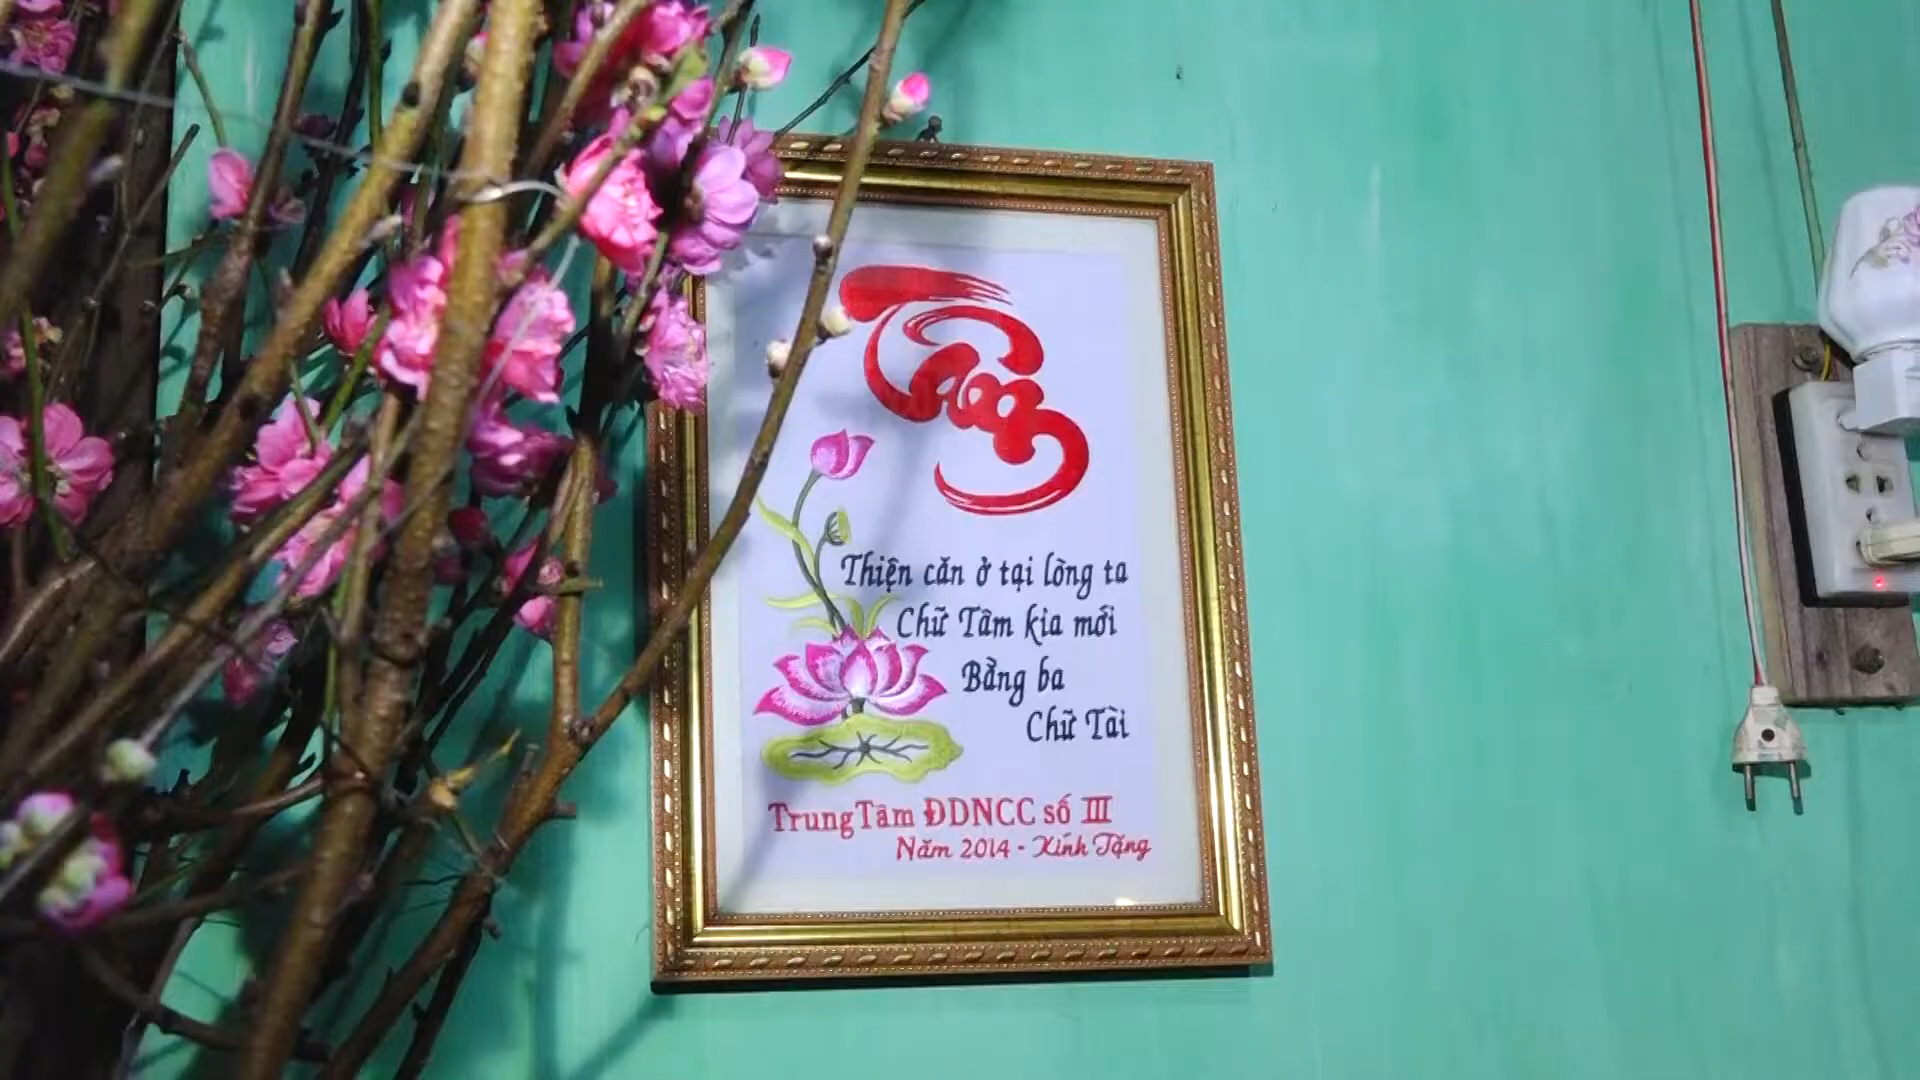 Tâm
Thiện căn ở tại lòng ta
Chữ Tâm kia mới
Bằng ba
Chữ Tài
Trung Tâm ĐDNCC số III
Năm 2014 - Kính Tặng